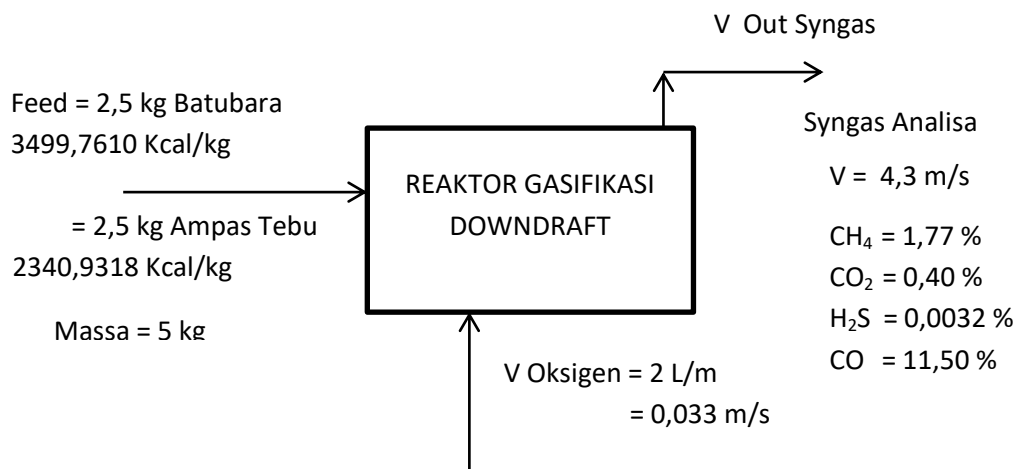 V Out Syngas
Feed = 2,5 kg Batubara
3499,7610 Kcal/kg
= 2,5 kg Ampas Tebu
2340,9318 Kcal/kg
Massa = 5 kg
REAKTOR GASIFIKASI
DOWNDRAFT
Syngas Analisa
V = 4,3 m/s
CH₄ = 1,77 %
CO₂ = 0,40 %
H₂S = 0,0032 %
CO = 11,50 %
V Oksigen = 2 L/m
= 0,033 m/s